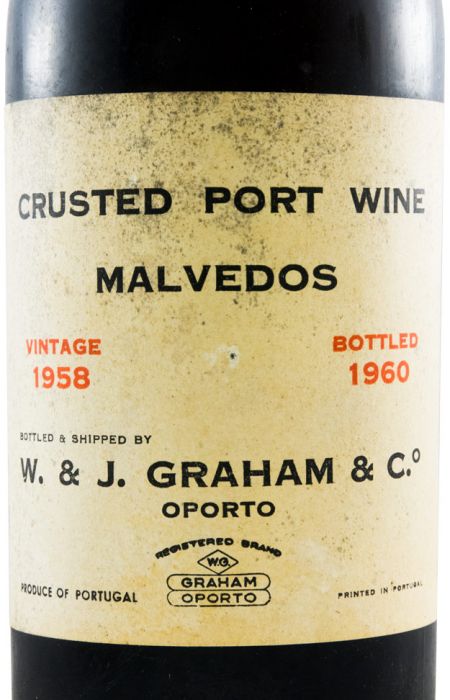 CRUSTED PORT WINE
MALVEDOS
VINTAGE
1958
BOTTLED
1960
BOTTLED & SHIPPED BY
W. & J. GRAHAM & C.º
OPORTO
REGISTERED BRAND
W.G.
GRAHAM
OPORTO
PRODUCE OF PORTUGAL
PRINTED IN PORTUGAL